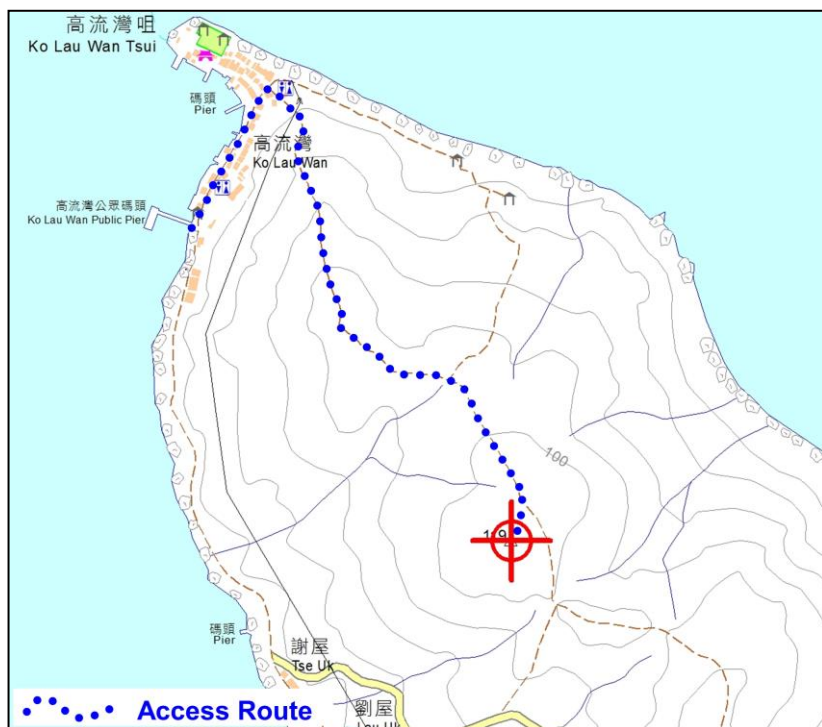 高流灣咀
Ko Lau Wan Tsui
碼頭
Pier
高流灣
Ko Lau Wan
高流灣公眾碼頭
Ko Lau Wan Public Pier
100
碼頭
Pier
謝屋
Tse Uk
劉屋
Access Route